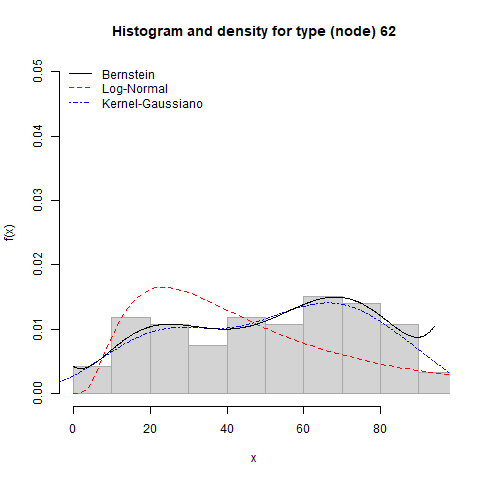 Histogram and density for type (node) 62
Bernstein
Log-Normal
Kernel-Gaussiano
0.05
0.04
0.03
0.02
0.01
0.00
f(x)
0 20 40 60 80
x